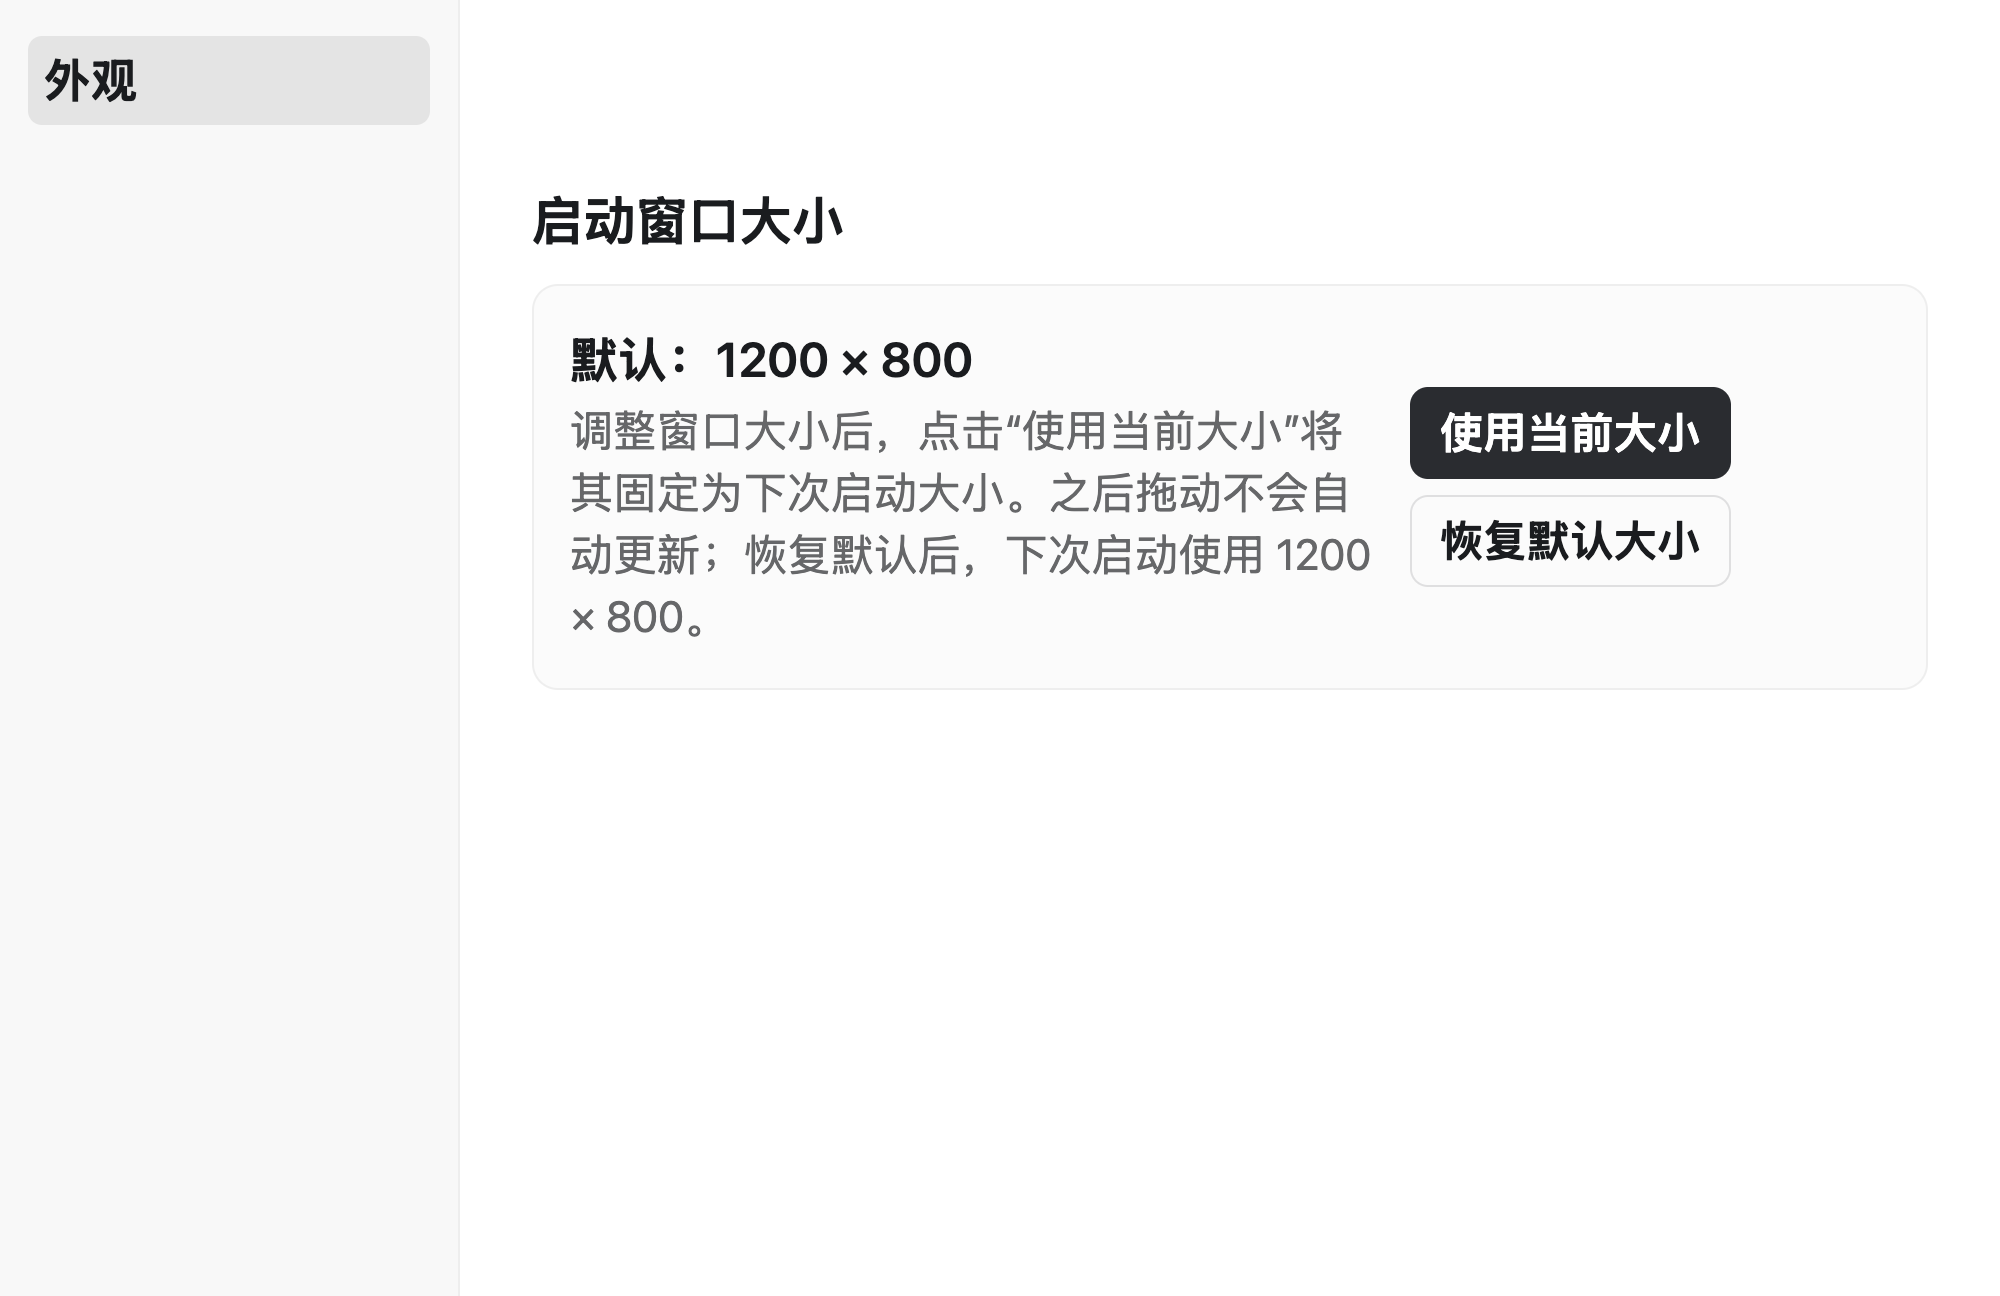 外观
启动窗口大小
默认：1200 × 800
调整窗口大小后，点击“使用当前大小”将
其固定为下次启动大小。之后拖动不会自
动更新；恢复默认后，下次启动使用 1200
× 800。
使用当前大小
恢复默认大小